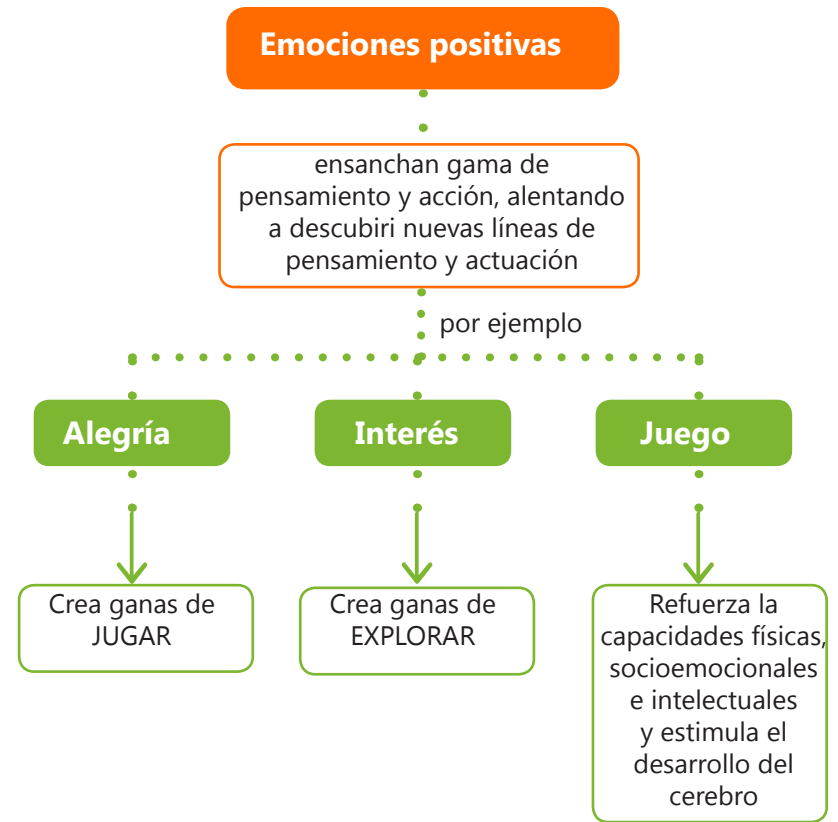 Emociones positivas
ensanchan gama de
pensamiento y acción, alentando
a descubiri nuevas líneas de
pensamiento y actuación
por ejemplo
Alegría
Interés
Juego
Crea ganas de
JUGAR
Crea ganas de
EXPLORAR
Refuerza la
capacidades físicas,
socioemocionales
e intelectuales
y estimula el
desarrollo del
cerebro